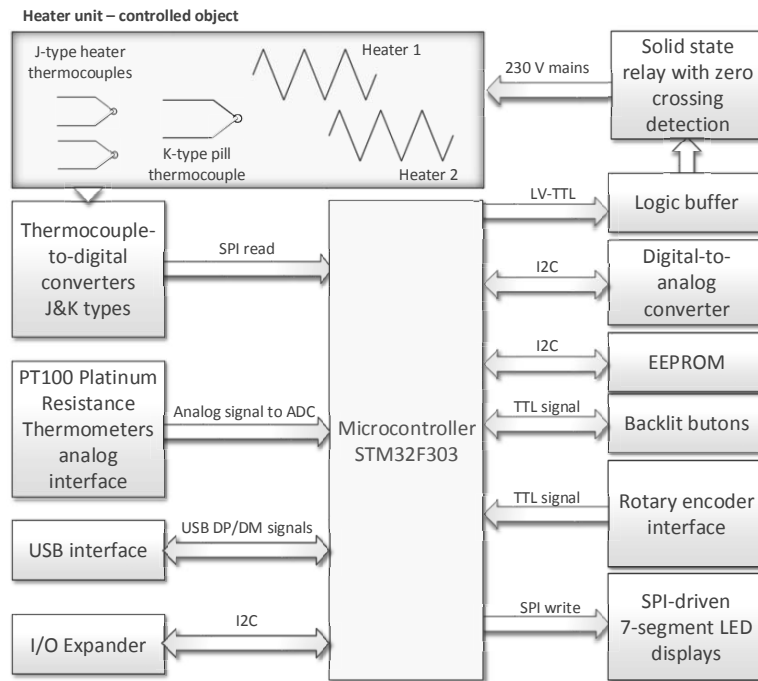 Heater unit – controlled object
J-type heater
thermocouples
Heater 1
K-type pill
thermocouple
Heater 2
230 V mains
Solid state
relay with zero
crossing
detection
Thermocouple-
to-digital
converters
J&K types
SPI read
LV-TTL
Logic buffer
I2C
Digital-to-
analog
converter
PT100 Platinum
Resistance
Thermometers
analog
interface
Analog signal to ADC
Microcontroller
STM32F303
I2C
EEPROM
TTL signal
Backlit butons
TTL signal
Rotary encoder
interface
USB interface
USB DP/DM signals
I/O Expander
I2C
SPI write
SPI-driven
7-segment LED
displays